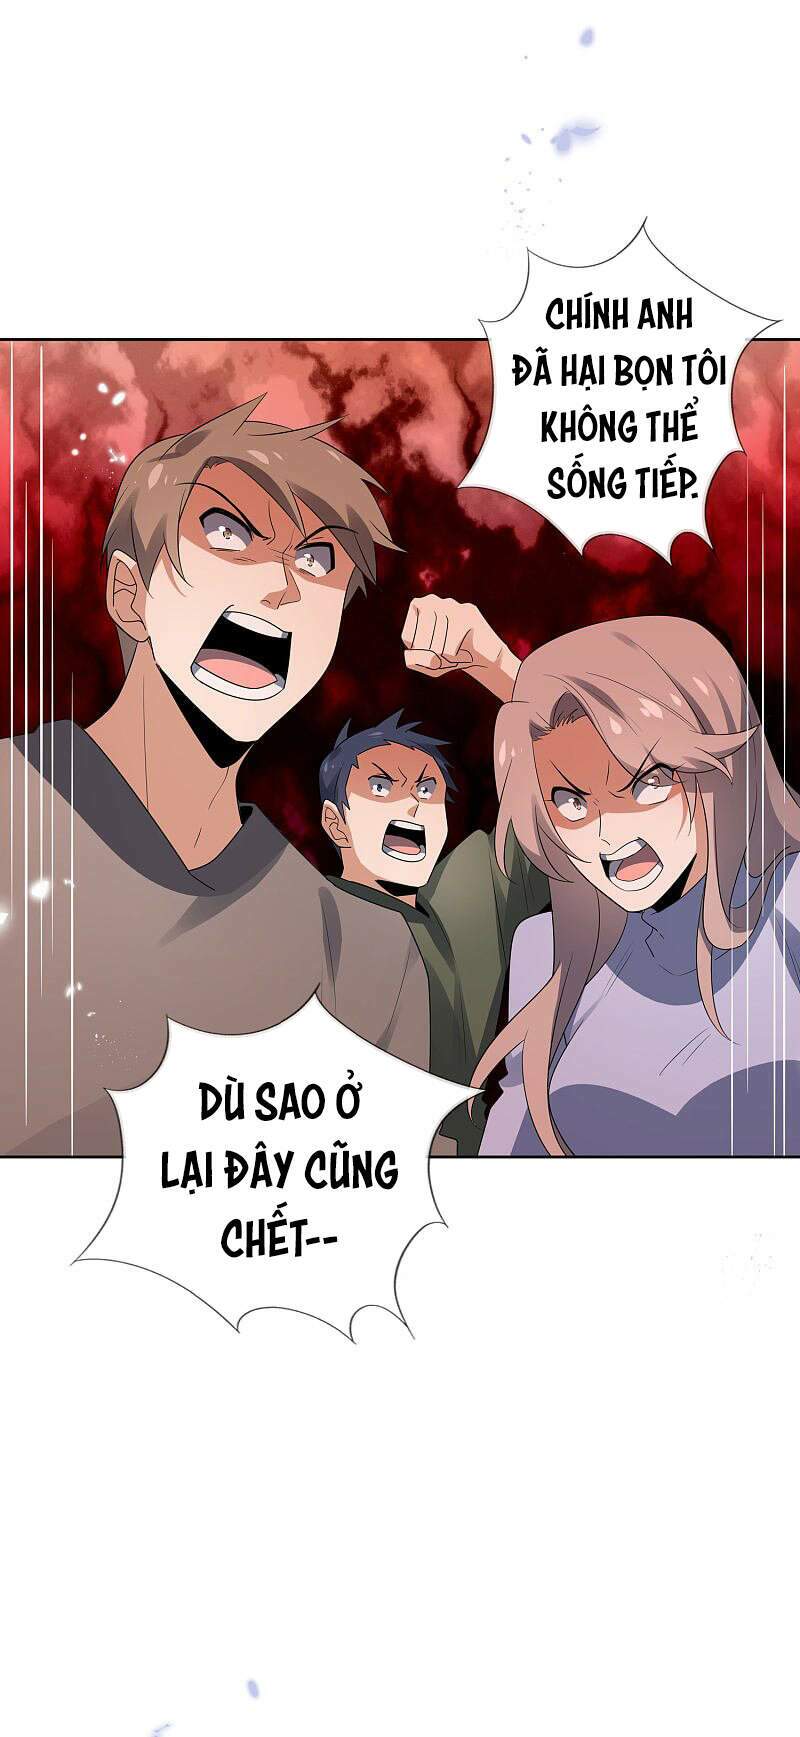 CHÍNH ANH
ĐÃ HẠI BỌN TÔI
KHÔNG THỂ
SỐNG TIẾP.
DÙ SAO Ở
LẠI ĐÂY CŨNG
CHẾT--